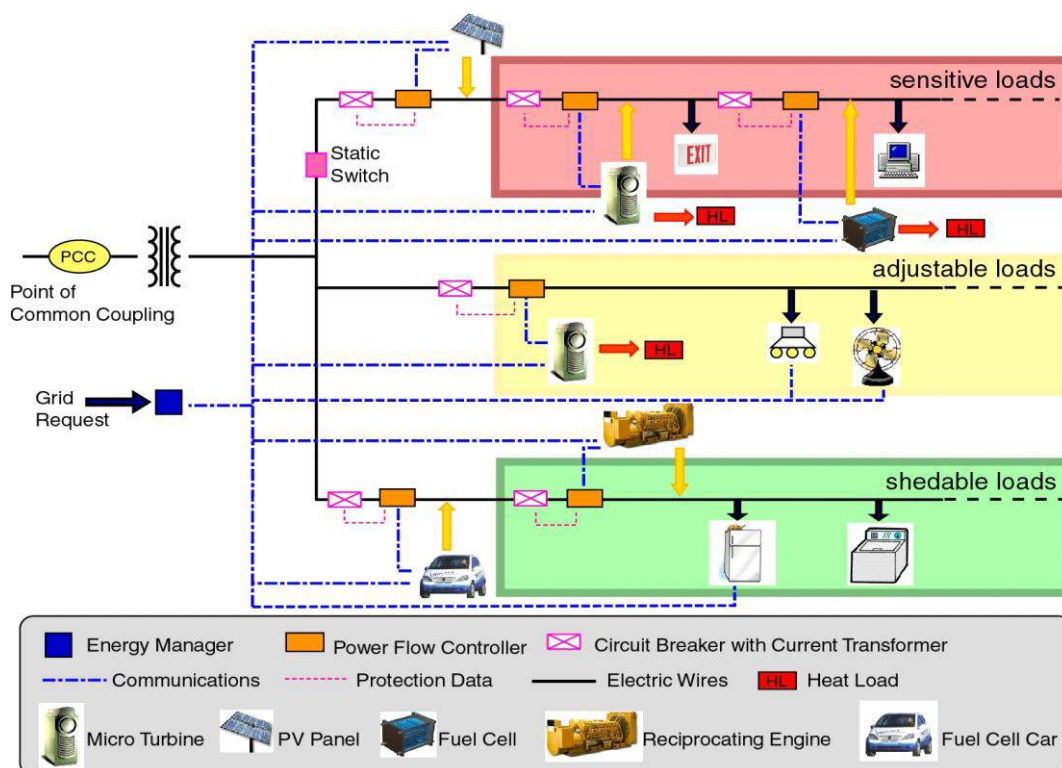 sensitive loads
EXIT
Static
Switch
HL
HL
PCC
adjustable loads
Point of
Common Coupling
HL
Grid
Request
shedable loads
Energy Manager
Power Flow Controller
Circuit Breaker with Current Transformer
Communications
Protection Data
Electric Wires
HL
Heat Load
Micro Turbine
PV Panel
Fuel Cell
Reciprocating Engine
Fuel Cell Car